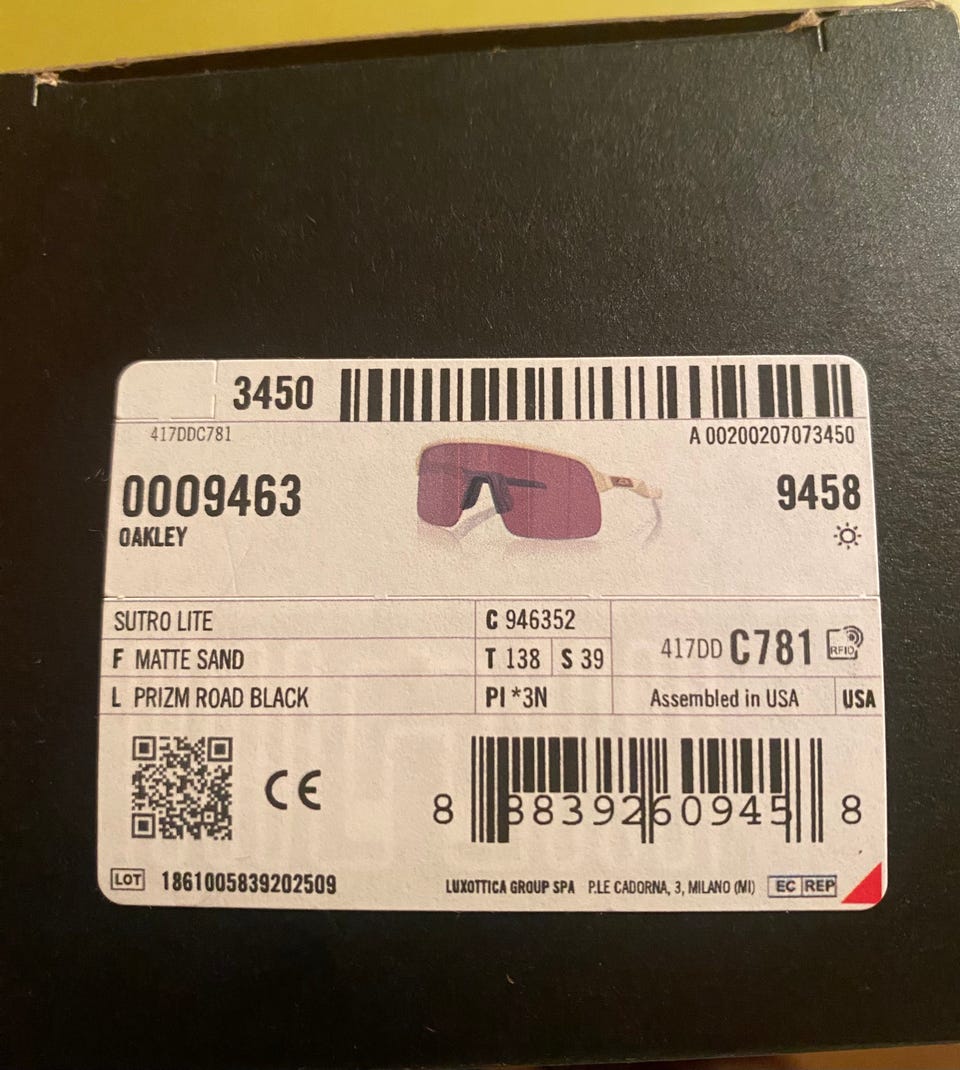 3450
417DDC781
A 00200207073450
0009463
9458
OAKLEY
SUTRO LITE
C 946352
F MATTE SAND
T 138 S 39
417DD C781 RFID
L PRIZM ROAD BLACK
PI *3N
Assembled in USA USA
CE
8 883926 09458
LOT 1861005839202509
LUXOTTICA GROUP SPA P.LE CADORNA, 3, MILANO (MI) EC REP